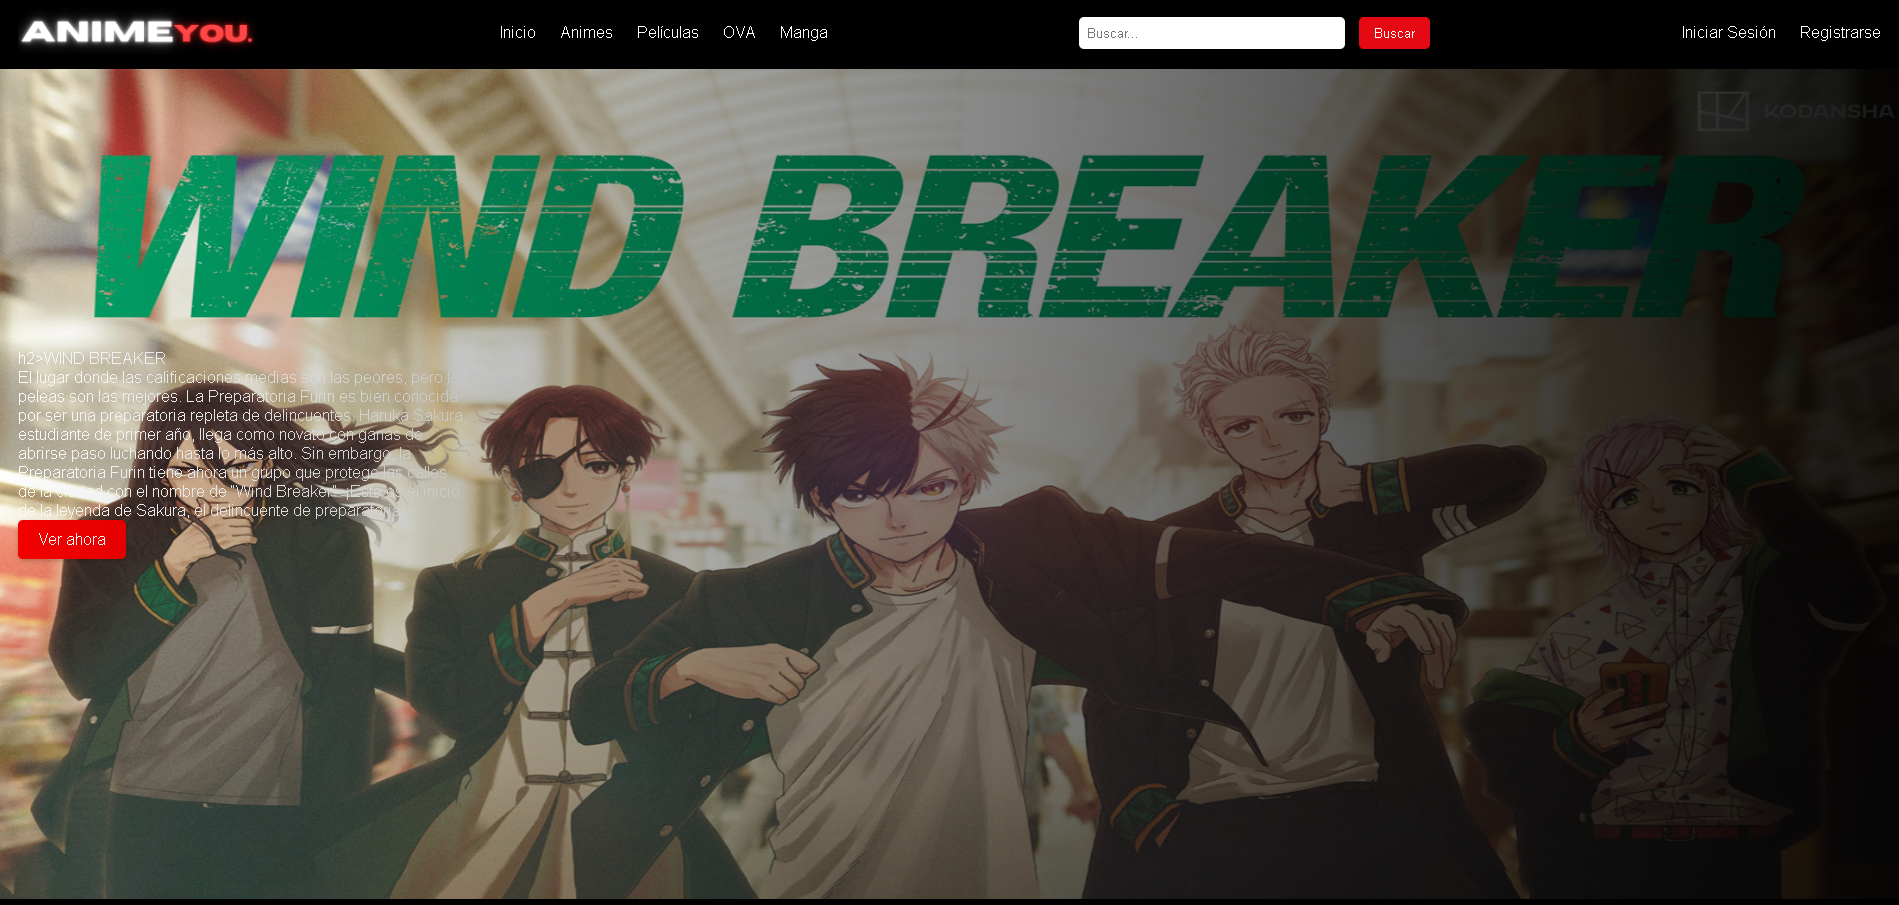 ANIMEYOU.
Inicio Animes Películas OVA Manga
Buscar...
Buscar
Iniciar Sesión Registrarse
KODANSHA
WIND BREAKER
h2>WIND BREAKER
El lugar donde las calificaciones medias son las peores, pero la
peleas son las mejores. La Preparatoria Furin es bien conocida
por ser una preparatoria repleta de delincuentes. Haruka Sakura,
estudiante de primer año, llega como novato con ganas de
abrirse paso luchando hasta lo más alto. Sin embargo, la
Preparatoria Furin tiene ahora un grupo que protege las calles
de la ciudad con el nombre de "Wind Breaker". ¡Este es el inicio
de la leyenda de Sakura, el delincuente de preparatoria
Ver ahora